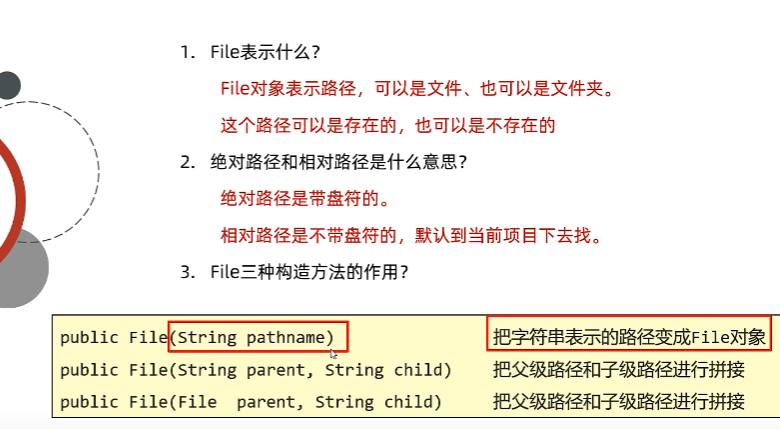 1. File表示什么？
File对象表示路径，可以是文件、也可以是文件夹。
这个路径可以是存在的，也可以是不存在的
2. 绝对路径和相对路径是什么意思？
绝对路径是带盘符的。
相对路径是不带盘符的，默认到当前项目下去找。
3. File三种构造方法的作用？
public File(String pathname) 把字符串表示的路径变成File对象
public File(String parent, String child) 把父级路径和子级路径进行拼接
public File(File parent, String child) 把父级路径和子级路径进行拼接